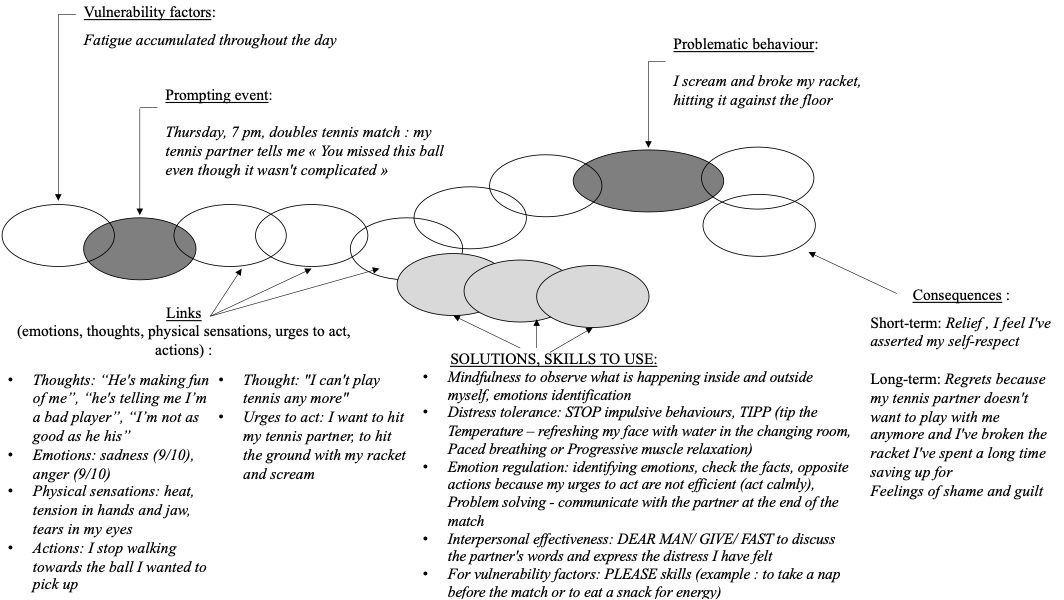 Vulnerability factors:
Fatigue accumulated throughout the day
Prompting event:
Thursday, 7 pm, doubles tennis match : my
tennis partner tells me « You missed this ball
even though it wasn't complicated »
Problematic behaviour:
I scream and broke my racket,
hitting it against the floor
Links
(emotions, thoughts, physical sensations, urges to act,
actions) :
• Thoughts: “He's making fun
of me”, “he's telling me I’m
a bad player”, “I’m not as
good as he his”
• Emotions: sadness (9/10),
anger (9/10)
• Physical sensations: heat,
tension in hands and jaw,
tears in my eyes
• Actions: I stop walking
towards the ball I wanted to
pick up
• Thought: "I can't play
tennis any more"
• Urges to act: I want to hit
my tennis partner, to hit
the ground with my racket
and scream
SOLUTIONS, SKILLS TO USE:
• Mindfulness to observe what is happening inside and outside
myself, emotions identification
• Distress tolerance: STOP impulsive behaviours, TIPP (tip the
Temperature – refreshing my face with water in the changing room,
Paced breathing or Progressive muscle relaxation)
• Emotion regulation: identifying emotions, check the facts, opposite
actions because my urges to act are not efficient (act calmly),
Problem solving - communicate with the partner at the end of the
match
• Interpersonal effectiveness: DEAR MAN/ GIVE/ FAST to discuss
the partner's words and express the distress I have felt
• For vulnerability factors: PLEASE skills (example : to take a nap
before the match or to eat a snack for energy)
Consequences :
Short-term: Relief , I feel I've
asserted my self-respect
Long-term: Regrets because
my tennis partner doesn't
want to play with me
anymore and I've broken the
racket I've spent a long time
saving up for
Feelings of shame and guilt